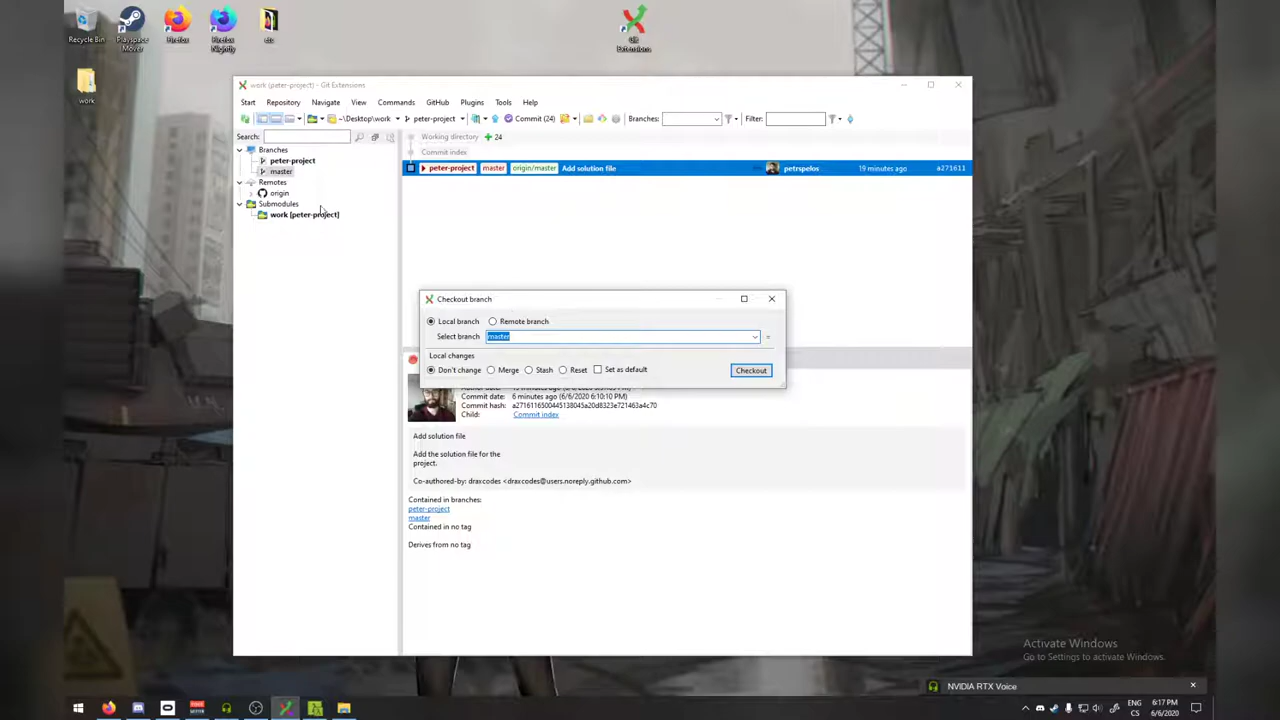 Recycle Bin
Playspace Mover
Firefox
Firefox Nightly
etc
Git Extensions
work
work (peter-project) - Git Extensions
Start Repository Navigate View Commands GitHub Plugins Tools Help
~\Desktop\work peter-project Commit (24) Branches: Filter:
Search:
Working directory 24
Commit index
Branches
peter-project
master
Remotes
origin
Submodules
work [peter-project]
peter-project master origin/master Add solution file petrspelos 19 minutes ago a271611
Checkout branch
Local branch Remote branch
Select branch master
Local changes
Don't change Merge Stash Reset Set as default Checkout
Commit date: 6 minutes ago (6/6/2020 6:10:10 PM)
Commit hash: a2716116500445138045a20d8323e721463a4c70
Child: Commit index
Add solution file
Add the solution file for the
project.
Co-authored-by: draxcodes <draxcodes@users.noreply.github.com>
Contained in branches:
peter-project
master
Contained in no tag
Derives from no tag
Activate Windows
Go to Settings to activate Windows.
NVIDIA RTX Voice
ENG
CS
6:17 PM
6/6/2020